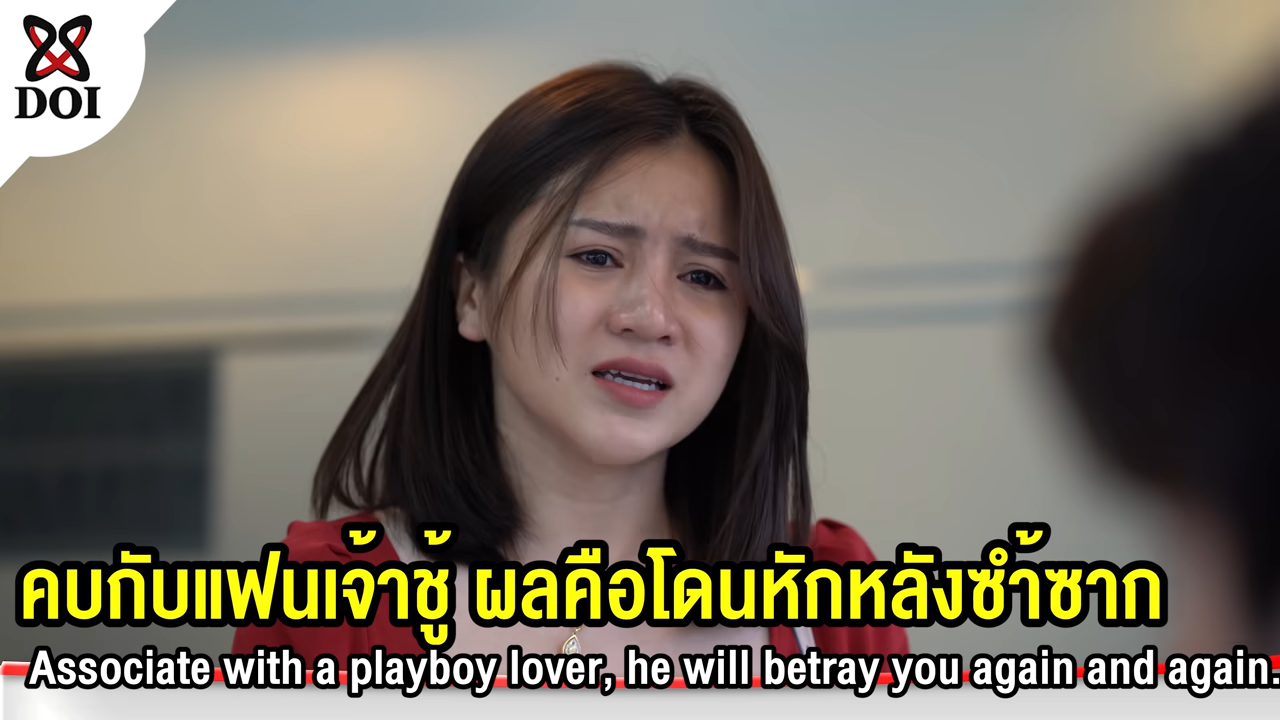 DOI
คบกับแฟนเจ้าชู้ ผลคือโดนหักหลังซ้ำซาก
Associate with a playboy lover, he will betray you again and again.